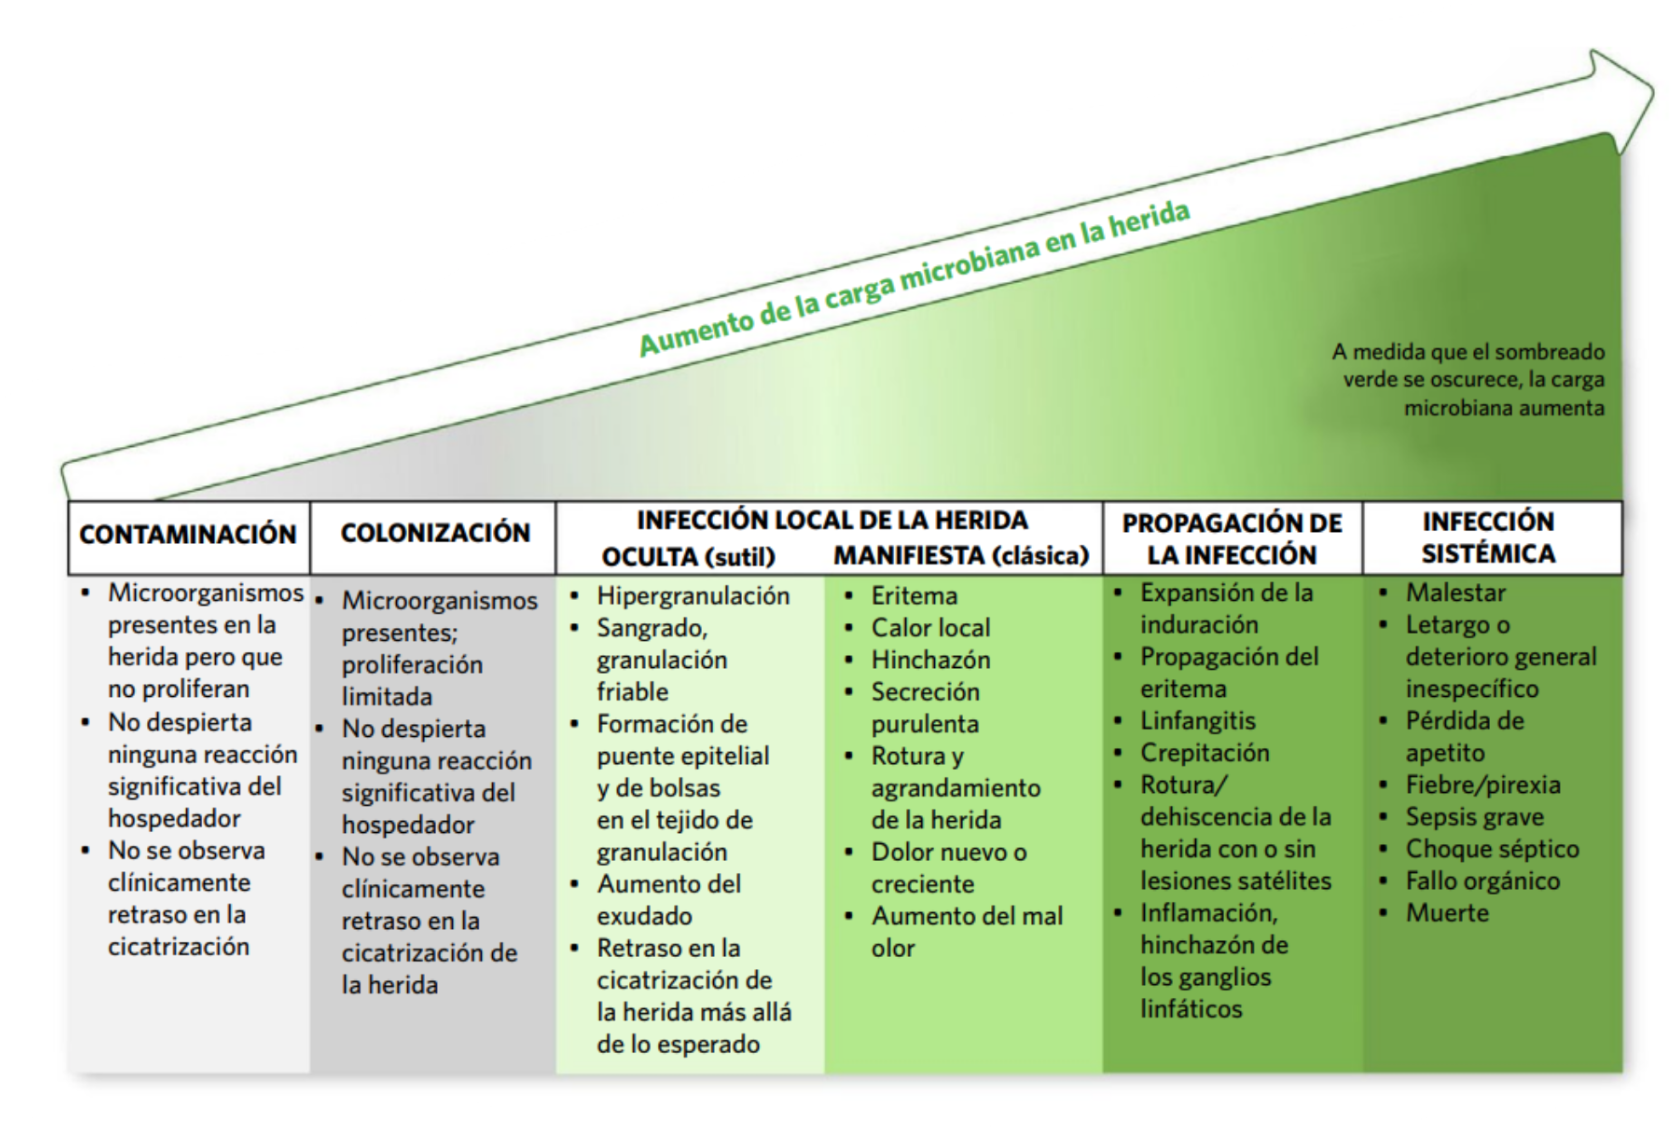 Aumento de la carga microbiana en la herida
A medida que el sombreado
verde se oscurece, la carga
microbiana aumenta
CONTAMINACIÓN
• Microorganismos
presentes en la
herida pero que
no proliferan
• No despierta
ninguna reacción
significativa del
hospedador
• No se observa
clínicamente
retraso en la
cicatrización
COLONIZACIÓN
• Microorganismos
presentes;
proliferación
limitada
• No despierta
ninguna reacción
significativa del
hospedador
• No se observa
clínicamente
retraso en la
cicatrización de
la herida
INFECCIÓN LOCAL DE LA HERIDA
OCULTA (sutil)
• Hipergranulación
• Sangrado,
granulación
friable
• Formación de
puente epitelial
y de bolsas
en el tejido de
granulación
• Aumento del
exudado
• Retraso en la
cicatrización de
la herida más allá
de lo esperado
MANIFIESTA (clásica)
• Eritema
• Calor local
• Hinchazón
• Secreción
purulenta
• Rotura y
agrandamiento
de la herida
• Dolor nuevo o
creciente
• Aumento del mal
olor
PROPAGACIÓN DE
LA INFECCIÓN
• Expansión de la
induración
• Propagación del
eritema
• Linfangitis
• Crepitación
• Rotura/
dehiscencia de la
herida con o sin
lesiones satélites
• Inflamación,
hinchazón de
los ganglios
linfáticos
INFECCIÓN
SISTÉMICA
• Malestar
• Letargo o
deterioro general
inespecífico
• Pérdida de
apetito
• Fiebre/pirexia
• Sepsis grave
• Choque séptico
• Fallo orgánico
• Muerte